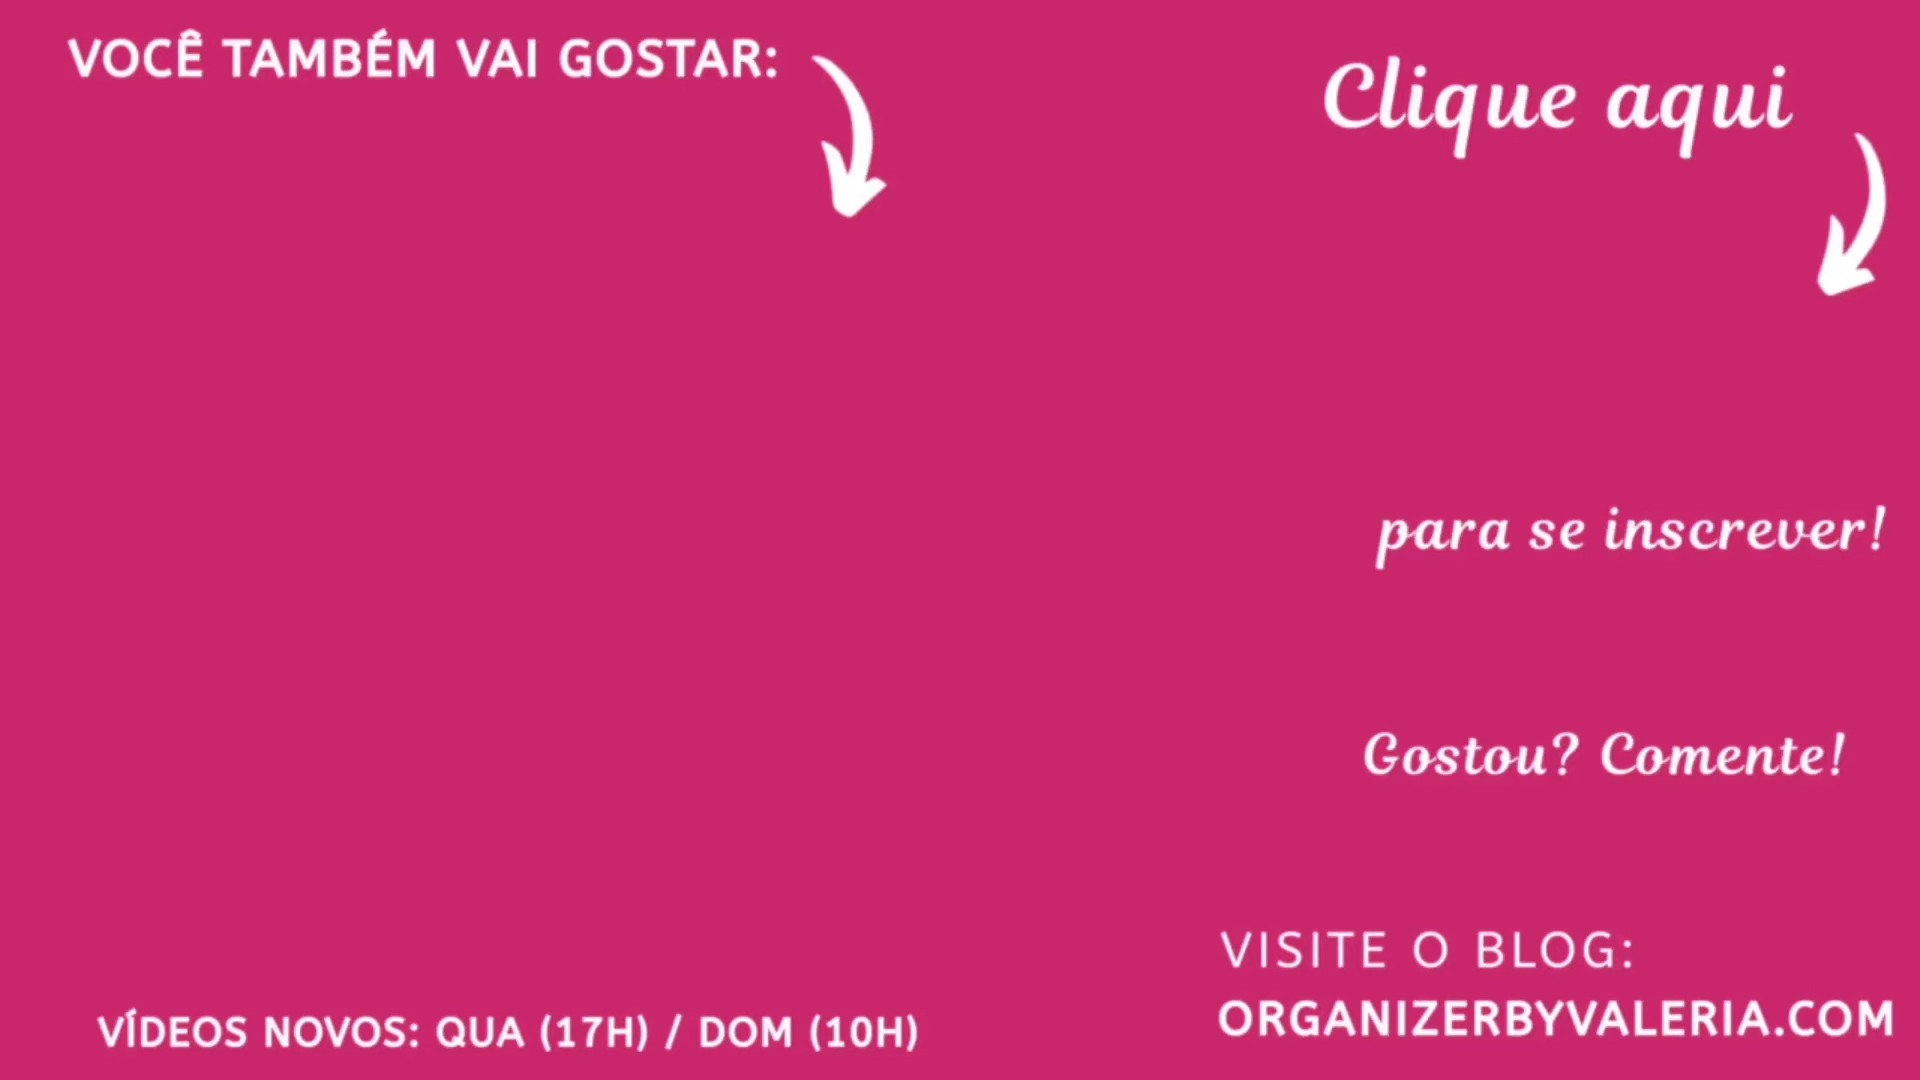 VOCÊ TAMBÉM VAI GOSTAR:
Clique aqui
para se inscrever!
Gostou? Comente!
VISITE O BLOG:
ORGANIZERBYVALERIA.COM
VÍDEOS NOVOS: QUA (17H) / DOM (10H)